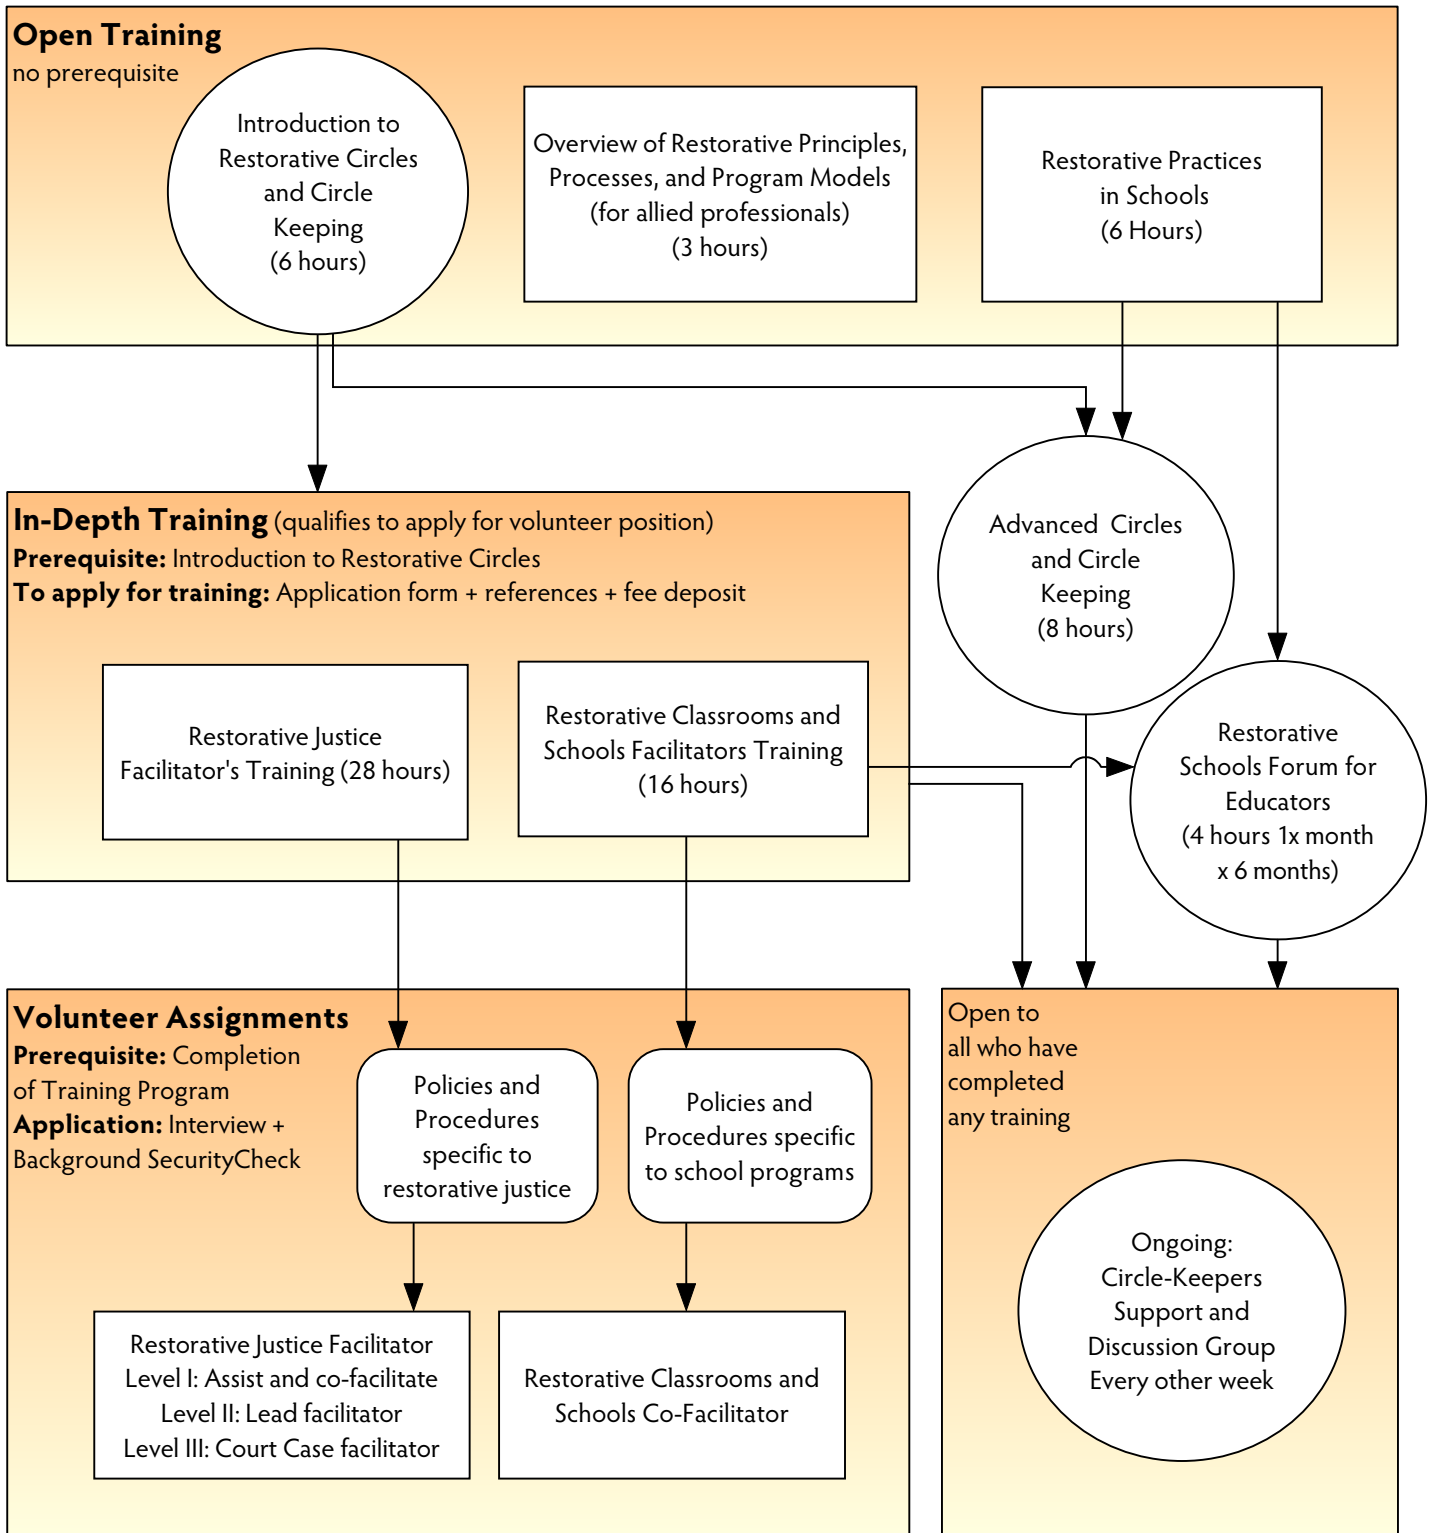 Open Training
no prerequisite
Introduction to
Restorative Circles
and Circle
Keeping
(6 hours)
Overview of Restorative Principles,
Processes, and Program Models
(for allied professionals)
(3 hours)
Restorative Practices
in Schools
(6 Hours)
In-Depth Training (qualifies to apply for volunteer position)
Prerequisite: Introduction to Restorative Circles
To apply for training: Application form + references + fee deposit
Restorative Justice
Facilitator's Training (28 hours)
Restorative Classrooms and
Schools Facilitators Training
(16 hours)
Advanced Circles
and Circle
Keeping
(8 hours)
Restorative
Schools Forum for
Educators
(4 hours 1x month
x 6 months)
Volunteer Assignments
Prerequisite: Completion
of Training Program
Application: Interview +
Background SecurityCheck
Policies and
Procedures
specific to
restorative justice
Policies and
Procedures specific
to school programs
Restorative Justice Facilitator
Level I: Assist and co-facilitate
Level II: Lead facilitator
Level III: Court Case facilitator
Restorative Classrooms and
Schools Co-Facilitator
Open to
all who have
completed
any training
Ongoing:
Circle-Keepers
Support and
Discussion Group
Every other week